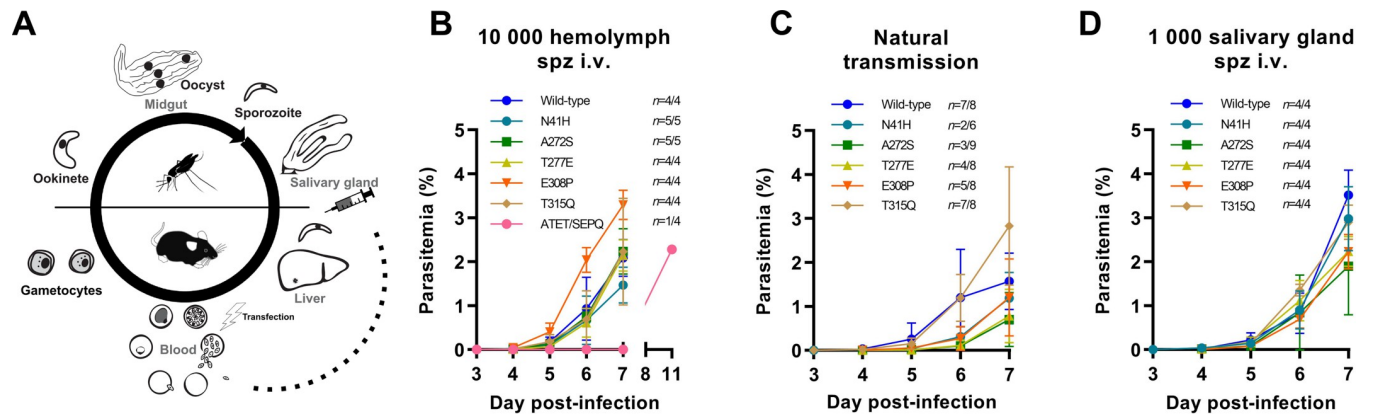 A
Oocyst
Midgut
Sporozoite
Ookinete
Salivary gland
Gametocytes
Liver
Transfection
Blood
B
10 000 hemolymph
spz i.v.
Wild-type n=4/4
N41H n=5/5
A272S n=5/5
T277E n=4/4
E308P n=4/4
T315Q n=4/4
ATET/SEPQ n=1/4
Parasitemia (%)
5
4
3
2
1
0
3 4 5 6 7 8 11
Day post-infection
C
Natural
transmission
Wild-type n=7/8
N41H n=2/6
A272S n=3/9
T277E n=4/8
E308P n=5/8
T315Q n=7/8
Parasitemia (%)
5
4
3
2
1
0
3 4 5 6 7
Day post-infection
D
1 000 salivary gland
spz i.v.
Wild-type n=4/4
N41H n=4/4
A272S n=4/4
T277E n=4/4
E308P n=4/4
T315Q n=4/4
Parasitemia (%)
5
4
3
2
1
0
3 4 5 6 7
Day post-infection